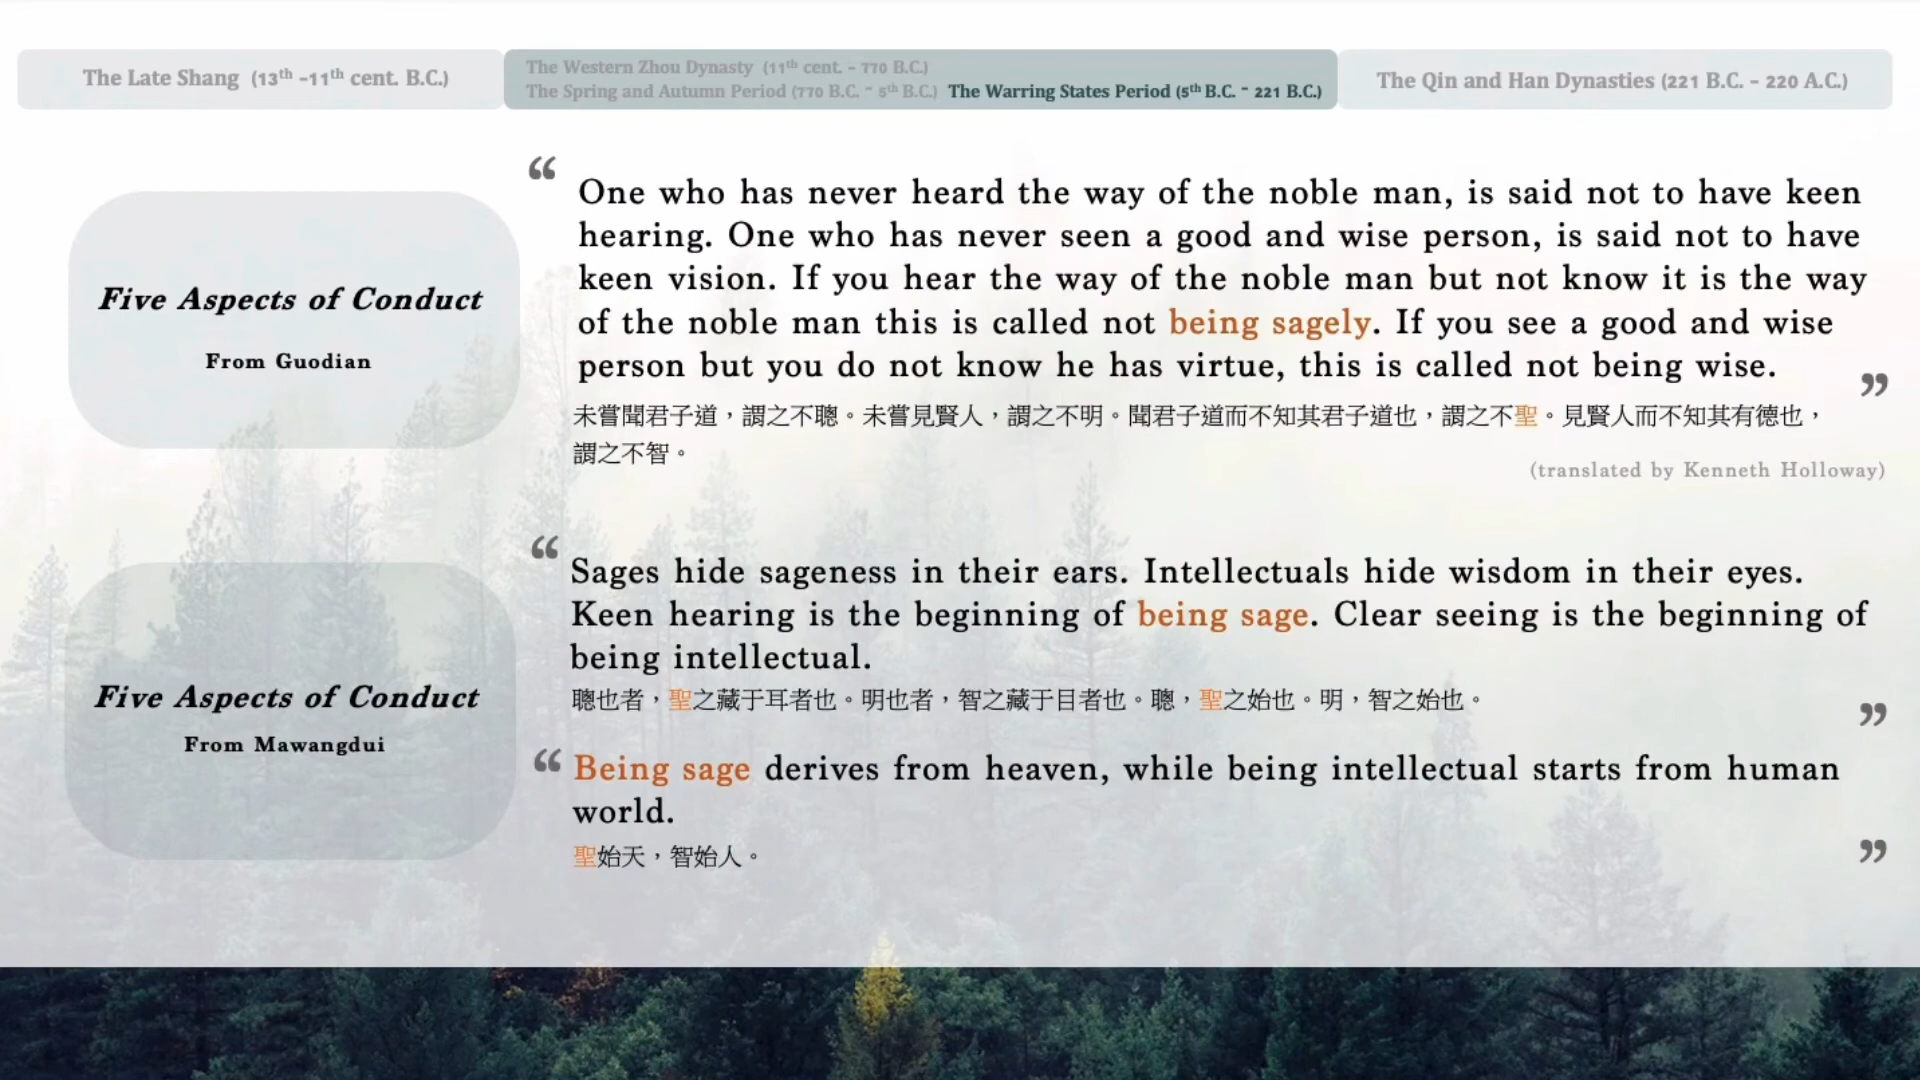 The Late Shang (13th -11th cent. B.C.)
The Western Zhou Dynasty (11th cent. - 770 B.C.)
The Spring and Autumn Period (770 B.C. - 5th B.C.) The Warring States Period (5th B.C. - 221 B.C.)
The Qin and Han Dynasties (221 B.C. - 220 A.C.)
Five Aspects of Conduct
From Guodian
“ One who has never heard the way of the noble man, is said not to have keen
hearing. One who has never seen a good and wise person, is said not to have
keen vision. If you hear the way of the noble man but not know it is the way
of the noble man this is called not being sagely. If you see a good and wise
person but you do not know he has virtue, this is called not being wise. ”
未嘗聞君子道，謂之不聰。未嘗見賢人，謂之不明。聞君子道而不知其君子道也，謂之不聖。見賢人而不知其有德也，
謂之不智。
(translated by Kenneth Holloway)
Five Aspects of Conduct
From Mawangdui
“ Sages hide sageness in their ears. Intellectuals hide wisdom in their eyes.
Keen hearing is the beginning of being sage. Clear seeing is the beginning of
being intellectual.
聰也者，聖之藏于耳者也。明也者，智之藏于目者也。聰，聖之始也。明，智之始也。 ”
“ Being sage derives from heaven, while being intellectual starts from human
world.
聖始天，智始人。 ”